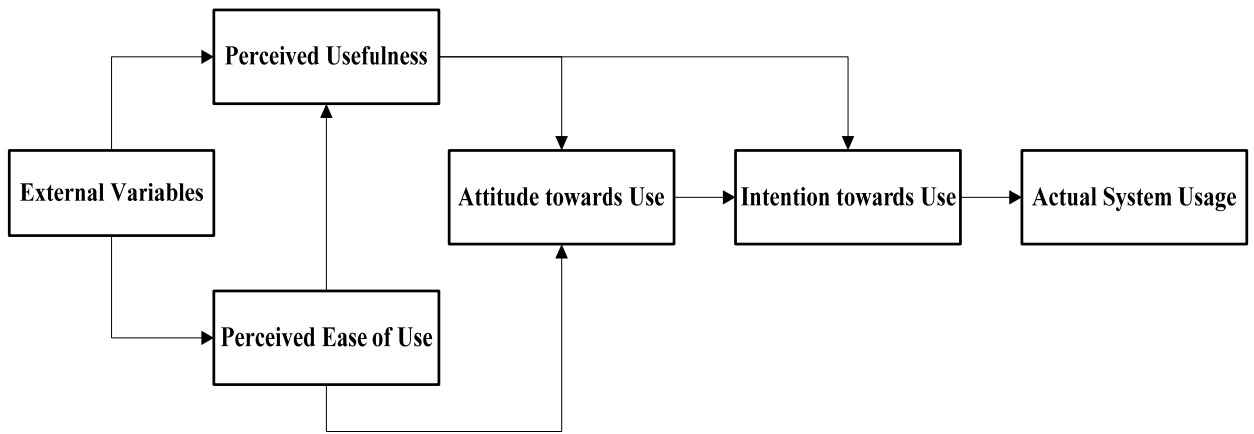 Perceived Usefulness
External Variables
Attitude towards Use
Intention towards Use
Actual System Usage
Perceived Ease of Use